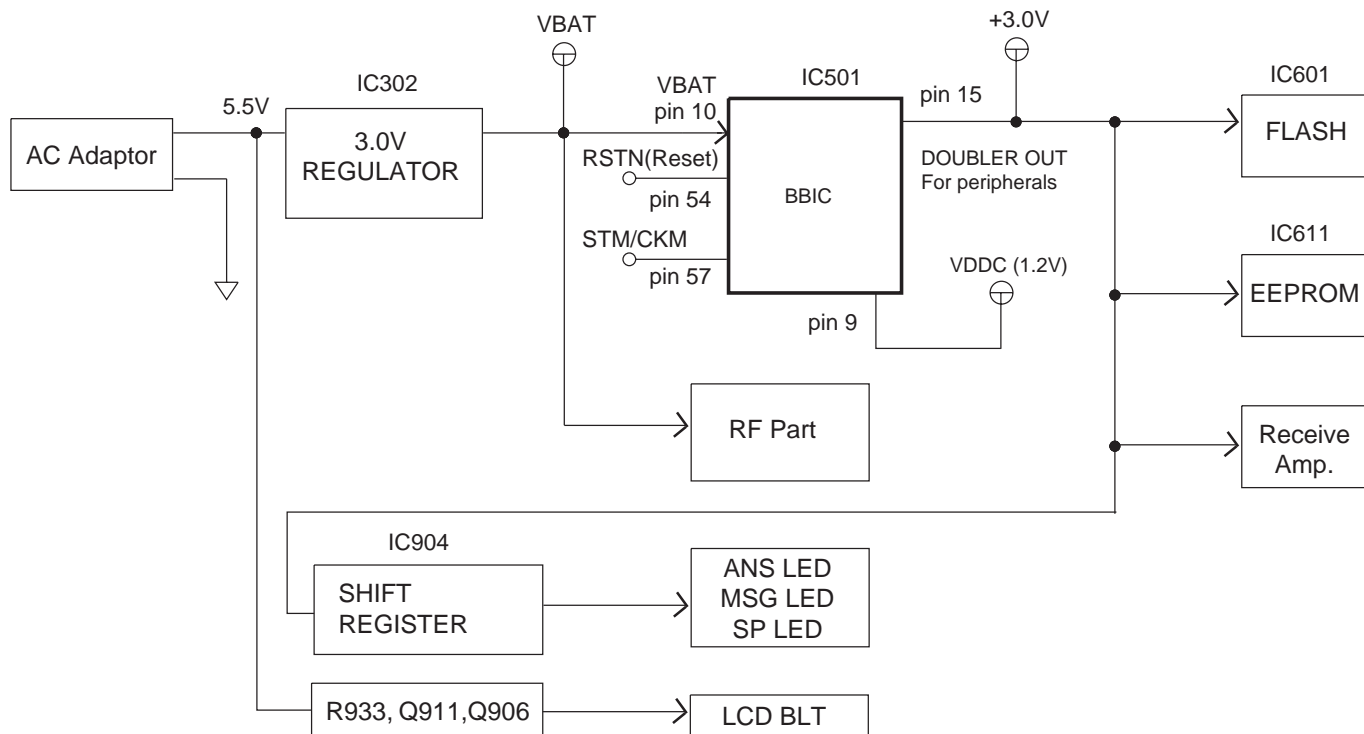 VBAT
+3.0V
IC302
IC501
IC601
5.5V
VBAT
pin 10
pin 15
AC Adaptor
3.0V
REGULATOR
FLASH
RSTN(Reset)
pin 54
BBIC
DOUBLER OUT
For peripherals
STM/CKM
pin 57
IC611
VDDC (1.2V)
EEPROM
pin 9
RF Part
Receive
Amp.
IC904
SHIFT
REGISTER
ANS LED
MSG LED
SP LED
R933, Q911,Q906
LCD BLT